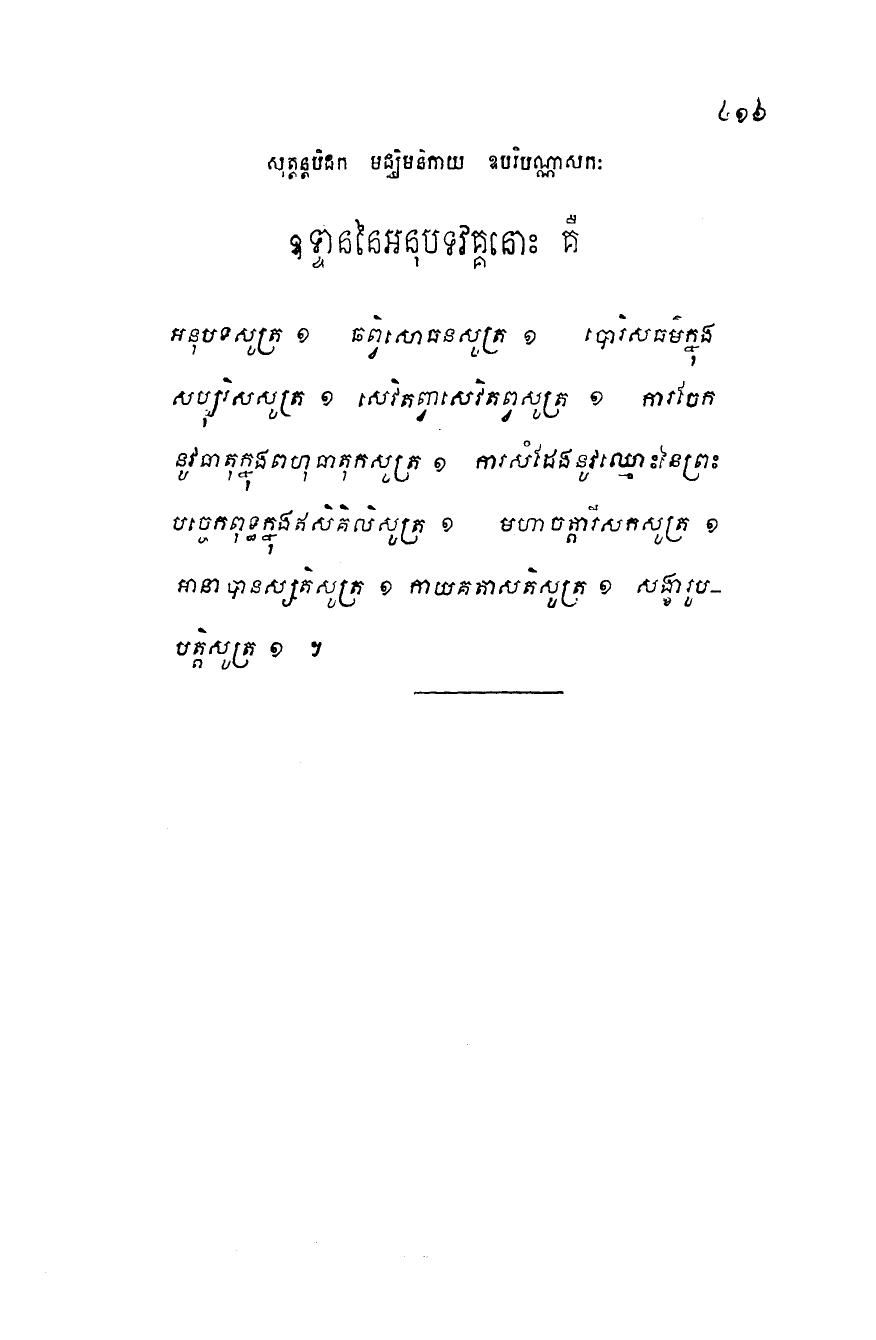 ៤១៦
សុត្តន្តបិដក មជ្ឈិមនិកាយ ឧបរិបណ្ណាសកៈ
ឧទ្ទាននៃអនុបទវគ្គនោះ គឺ
អនុបទសូត្រ ១ ឆព្វិសោធនសូត្រ ១ បោរិសធម៌ក្នុង
សប្បុរិសសូត្រ ១ សេវិតព្វាសេវិតព្វសូត្រ ១ ការចែក
នូវធាតុក្នុងពហុធាតុកសូត្រ ១ ការសំដែងនូវឈ្មោះនៃព្រះ
បច្ចេកពុទ្ធក្នុងឥសិគិលិសូត្រ ១ មហាចត្តារីសកសូត្រ ១
អានាបានស្សតិសូត្រ ១ កាយគតាសតិសូត្រ ១ សង្ខារូប-
បត្តិសូត្រ ១ ។